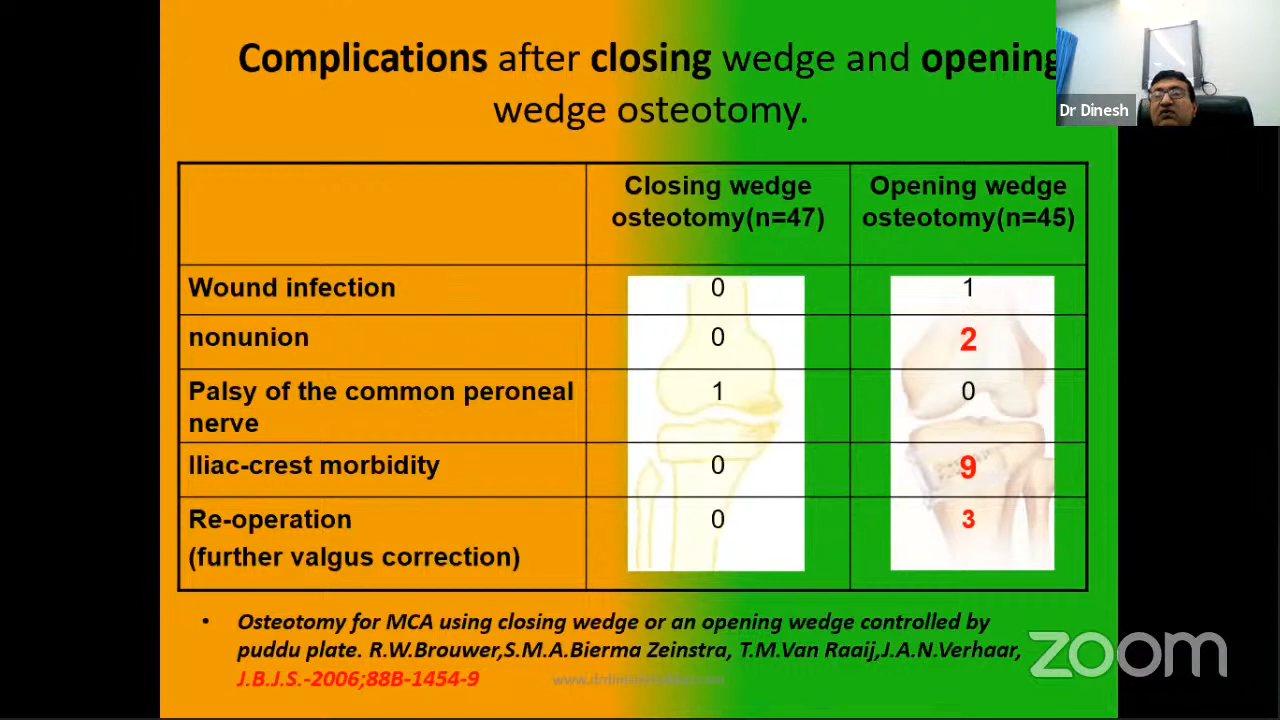 Complications after closing wedge and opening
wedge osteotomy.
Dr Dinesh
Closing wedge
osteotomy(n=47)
Opening wedge
osteotomy(n=45)
Wound infection 0 1
nonunion 0 2
Palsy of the common peroneal
nerve 1 0
Iliac-crest morbidity 0 9
Re-operation 0 3
(further valgus correction)
• Osteotomy for MCA using closing wedge or an opening wedge controlled by
puddu plate. R.W.Brouwer,S.M.A.Bierma Zeinstra, T.M.Van Raaij,J.A.N.Verhaar,
J.B.J.S.-2006;88B-1454-9
zoom